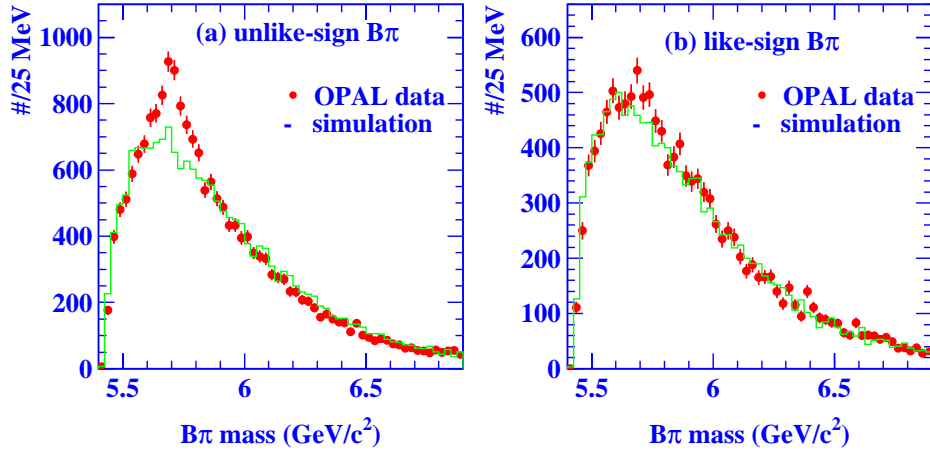 #/25 MeV
1000
800
600
400
200
0
(a) unlike-sign Bπ
OPAL data
- simulation
5.5 6 6.5
Bπ mass (GeV/c²)
#/25 MeV
600
500
400
300
200
100
0
(b) like-sign Bπ
OPAL data
- simulation
5.5 6 6.5
Bπ mass (GeV/c²)